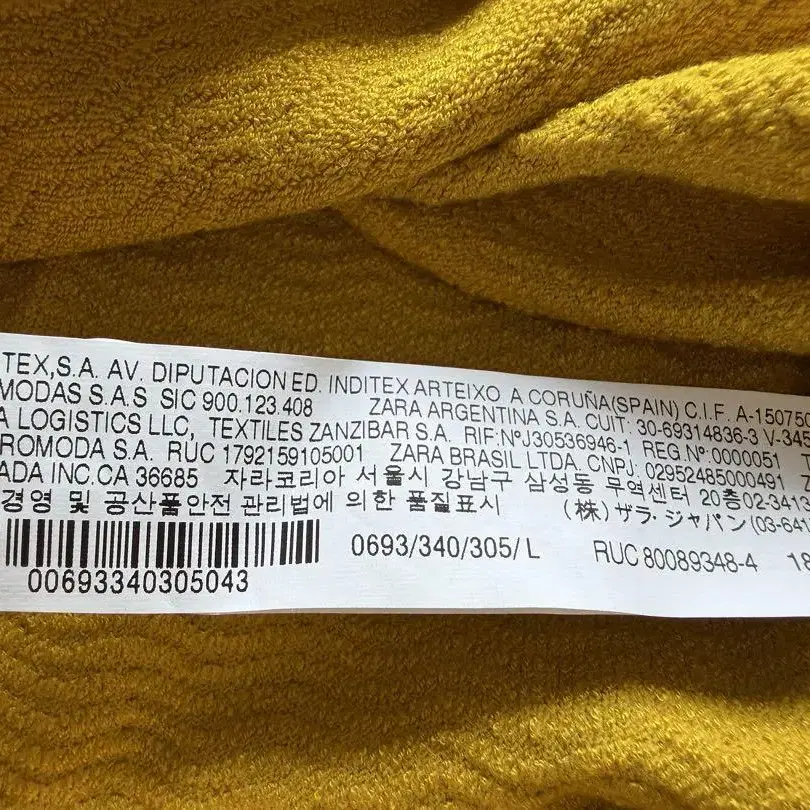 TEX,S.A. AV. DIPUTACION ED. INDITEX ARTEIXO A CORUÑA(SPAIN) C.I.F. A-15075
MODAS S.A.S SIC 900.123.408 ZARA ARGENTINA S.A. CUIT: 30-69314836-3 V-345
A LOGISTICS LLC, TEXTILES ZANZIBAR S.A. RIF:NºJ30536946-1 REG.Nº 0000051
ROMODA S.A. RUC 1792159105001 ZARA BRASIL LTDA. CNPJ: 02952485000491
ADA INC.CA 36685 자라코리아 서울시 강남구 삼성동 무역센터 20층02-3413
경영 및 공산품안전 관리법에 의한 품질표시 (株) ザラ·ジャパン(03-641
0693/340/305/ L RUC 80089348-4 18
00693340305043